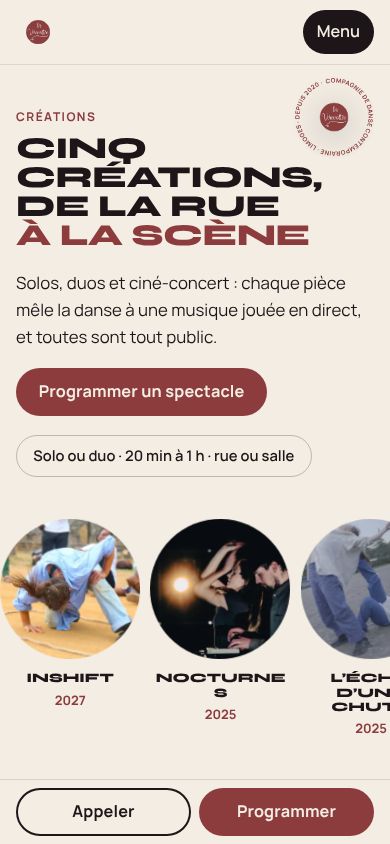 Menu
COMPAGNIE DE DANSE CONTEMPORAINE · LIMOGES · DEPUIS 2020 ·
CRÉATIONS
CINQ
CRÉATIONS,
DE LA RUE
À LA SCÈNE
Solos, duos et ciné-concert : chaque pièce
mêle la danse à une musique jouée en direct,
et toutes sont tout public.
Programmer un spectacle
Solo ou duo · 20 min à 1 h · rue ou salle
INSHIFT
2027
NOCTURNE
S
2025
L'ÉCH
D'UN
CHUT
2025
Appeler
Programmer